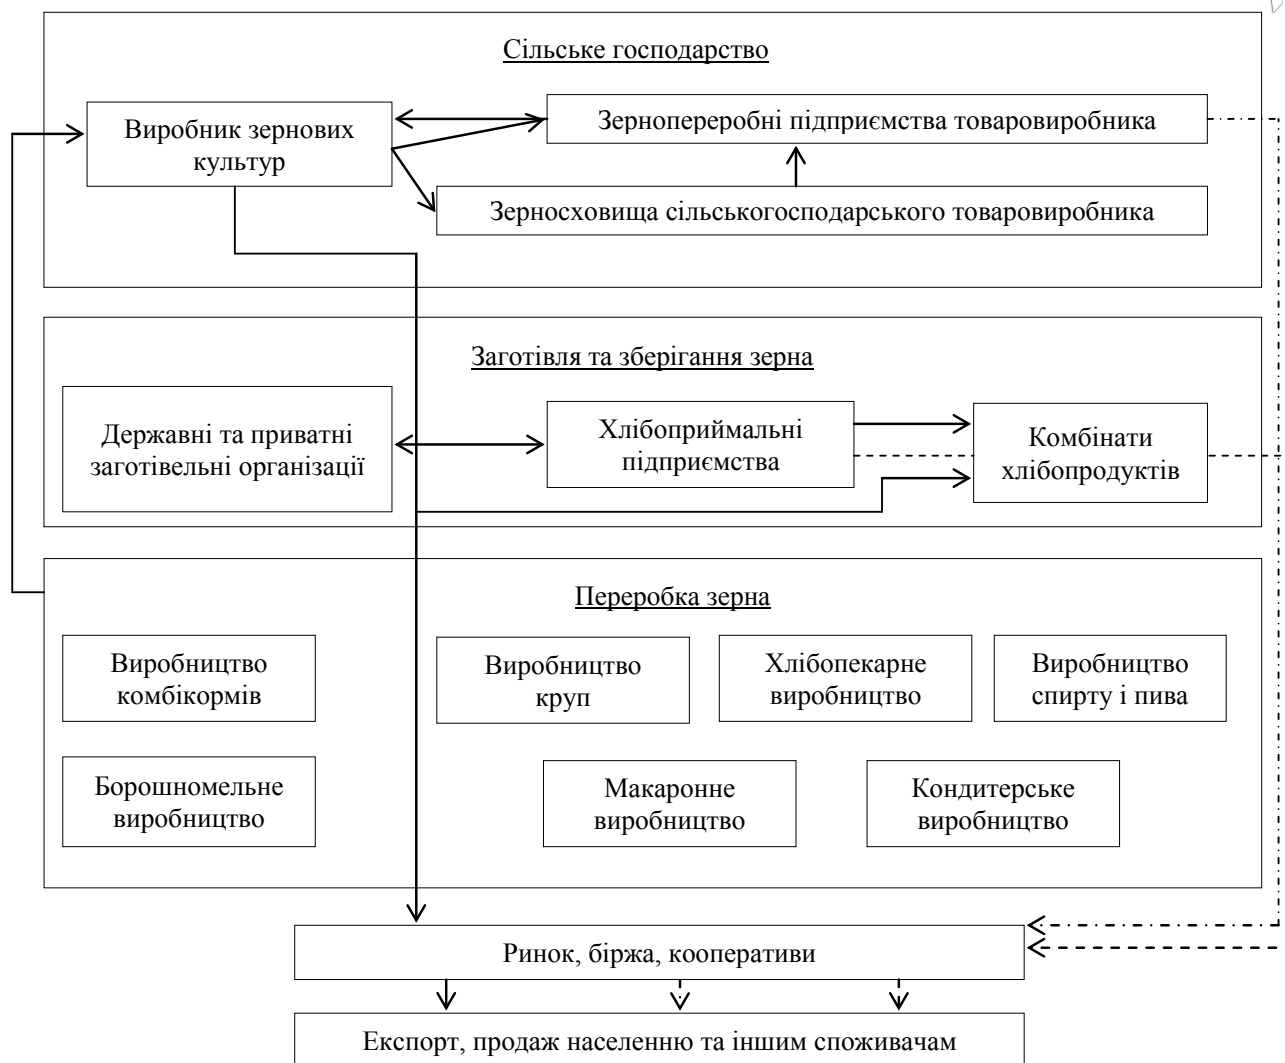 Сільське господарство
Виробник зернових
культур
Зернопереробні підприємства товаровиробника
Зерносховища сільськогосподарського товаровиробника
Заготівля та зберігання зерна
Державні та приватні
заготівельні організації
Хлібоприймальні
підприємства
Комбінати
хлібопродуктів
Переробка зерна
Виробництво
комбікормів
Виробництво
круп
Хлібопекарне
виробництво
Виробництво
спирту і пива
Борошномельне
виробництво
Макаронне
виробництво
Кондитерське
виробництво
Ринок, біржа, кооперативи
Експорт, продаж населенню та іншим споживачам